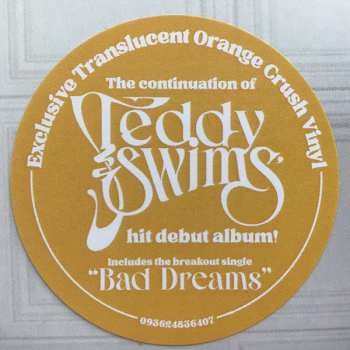 Exclusive Translucent Orange Crush Vinyl
The continuation of
Teddy
Swims'
hit debut album!
Includes the breakout single
“Bad Dreams”
093624836407